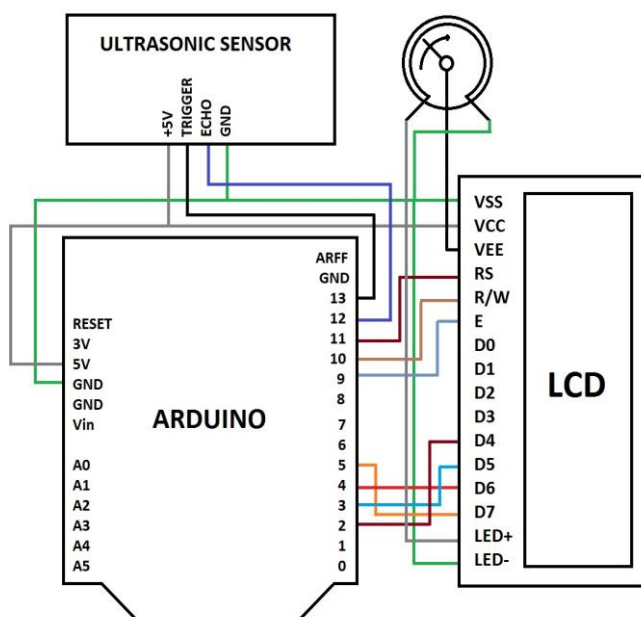 ULTRASONIC SENSOR
+5V
TRIGGER
ECHO
GND
ARDUINO
RESET
3V
5V
GND
GND
Vin
A0
A1
A2
A3
A4
A5
ARFF
GND
13
12
11
10
9
8
7
6
5
4
3
2
1
0
VSS
VCC
VEE
RS
R/W
E
D0
D1
D2
D3
D4
D5
D6
D7
LED+
LED-
LCD